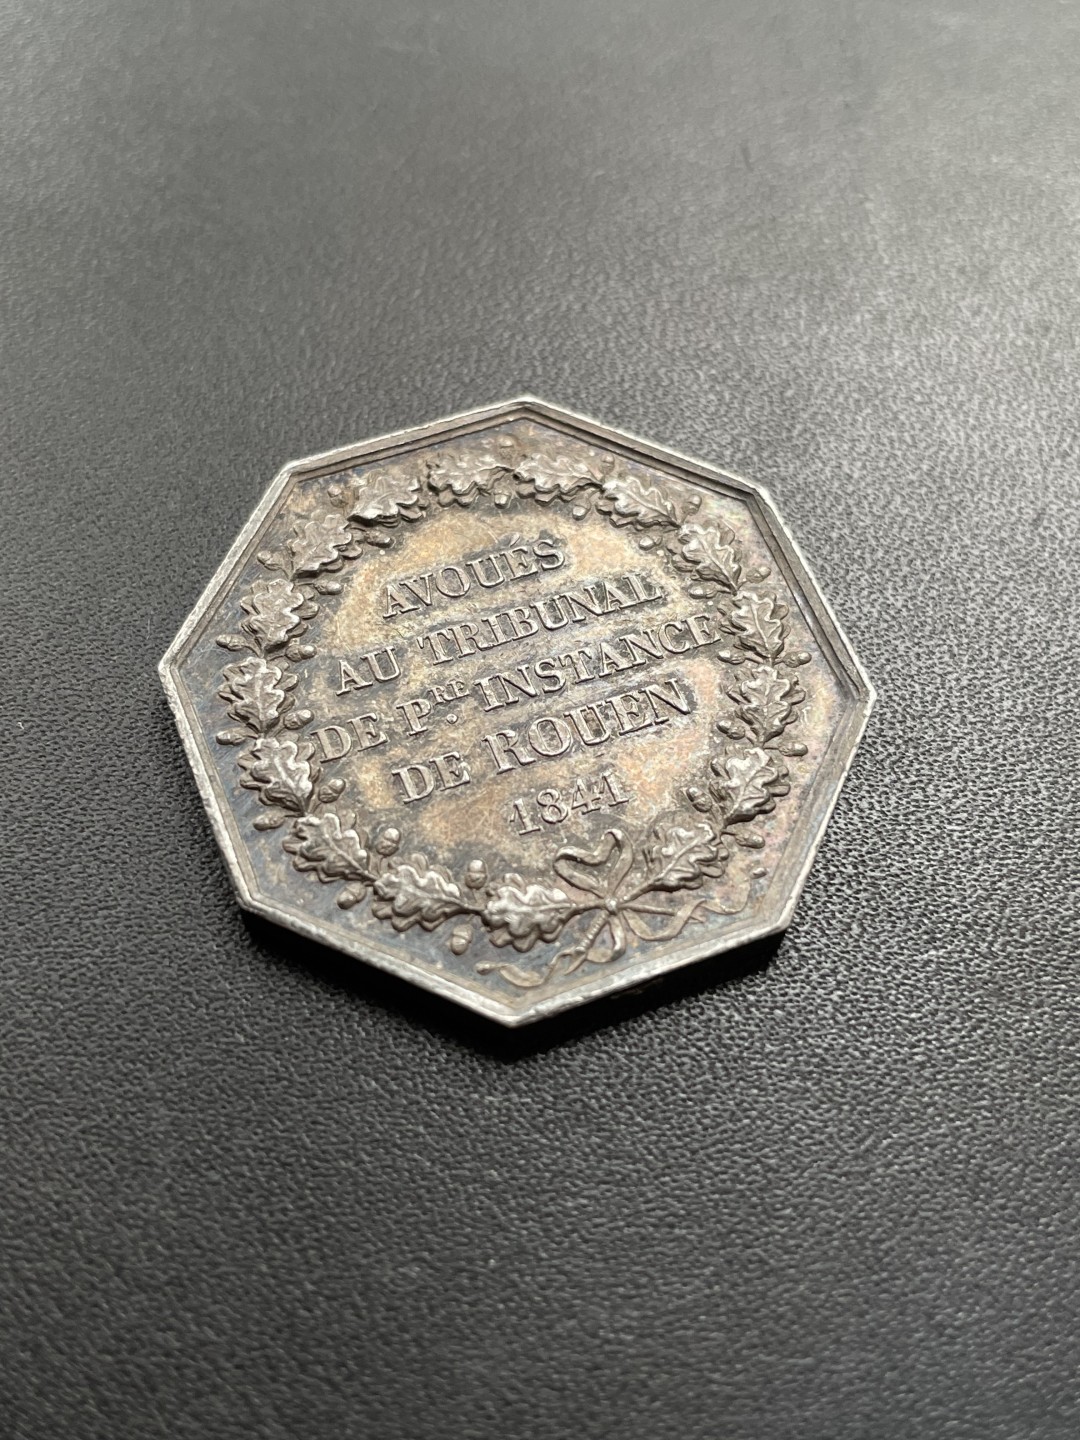 AVOUÉS
AU TRIBUNAL
DE PRE. INSTANCE
DE ROUEN
1841